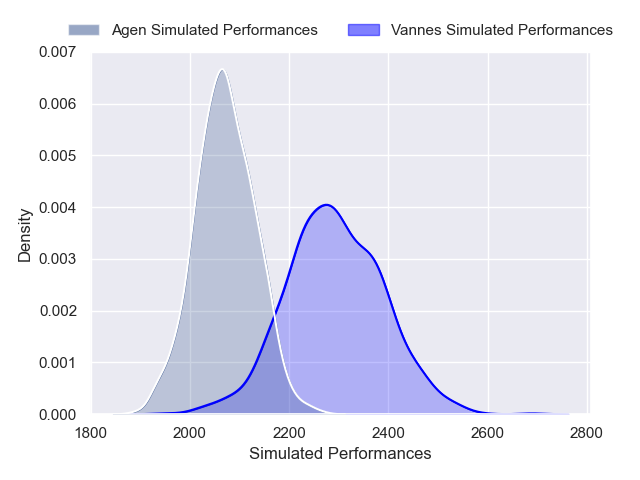 Agen Simulated Performances
Vannes Simulated Performances
0.007
0.006
0.005
0.004
0.003
0.002
0.001
0.000
Density
1800 2000 2200 2400 2600 2800
Simulated Performances